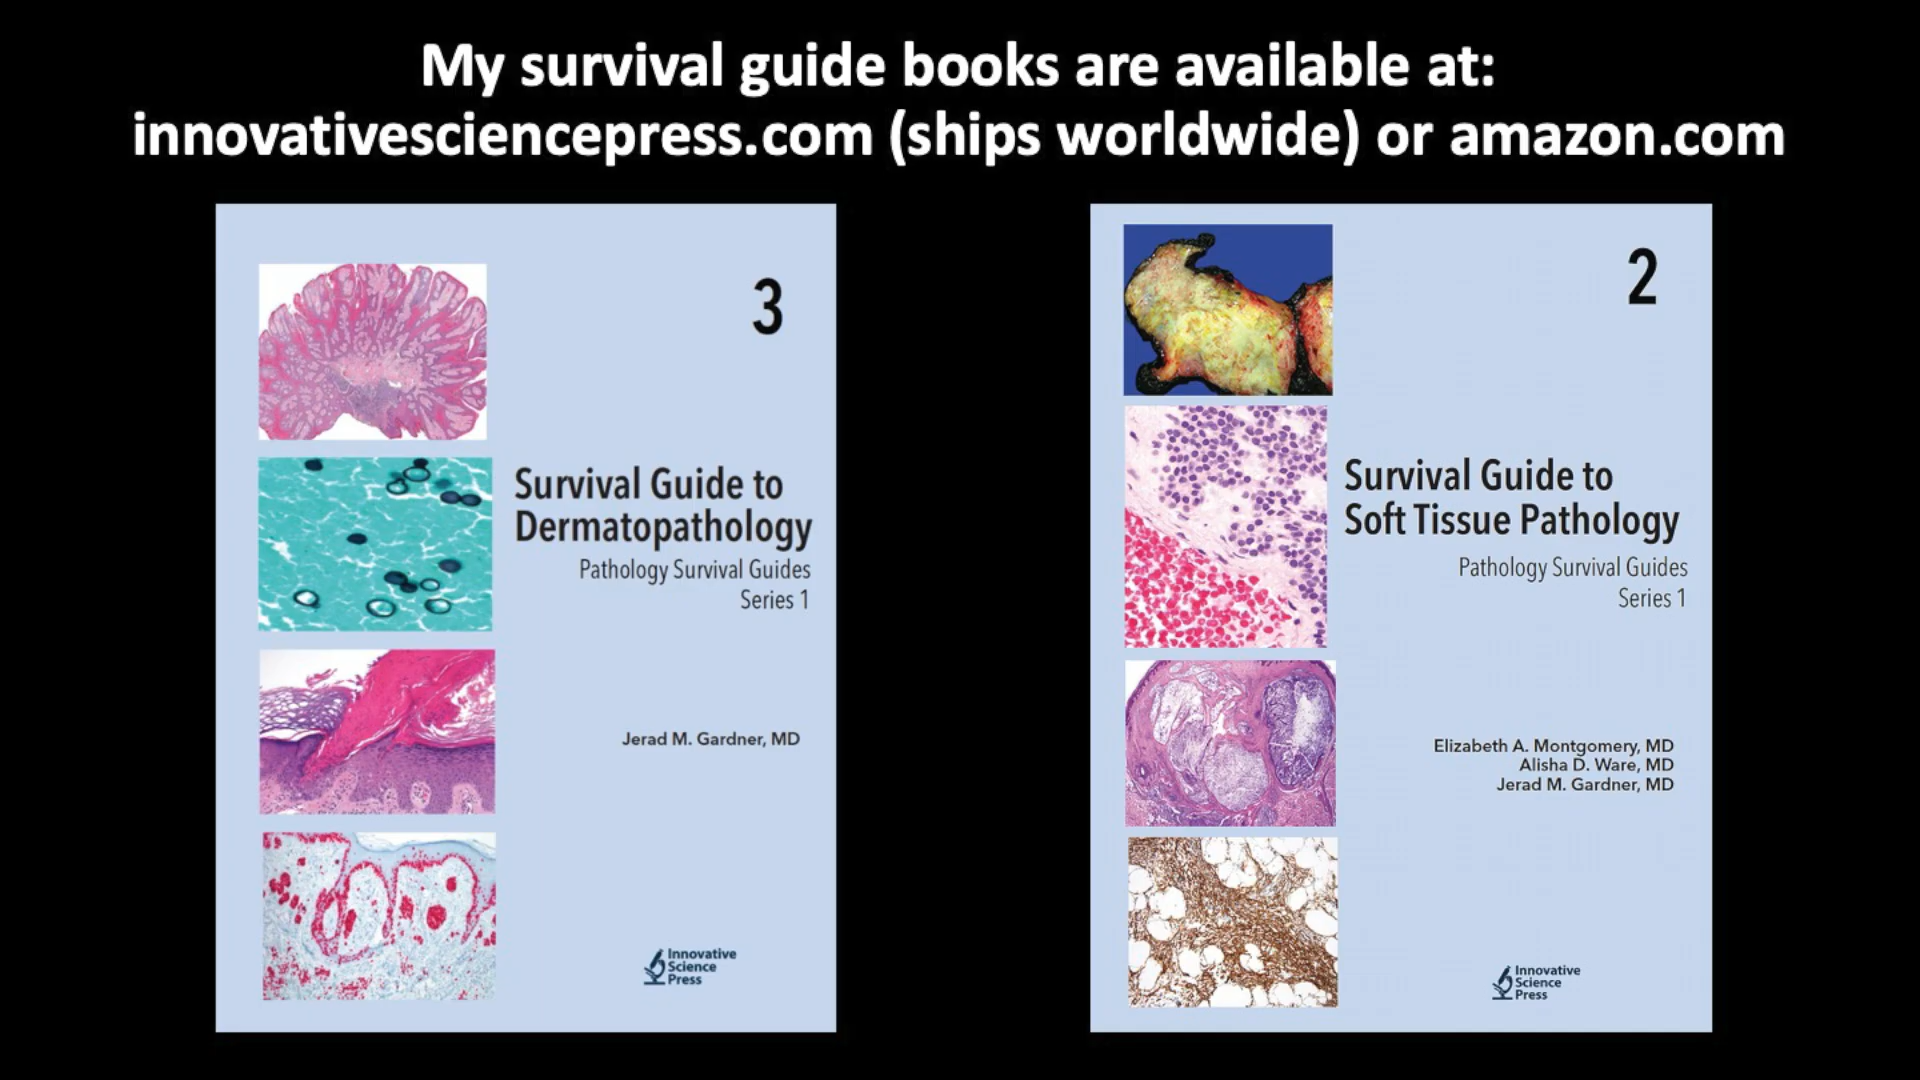 My survival guide books are available at:
innovativesciencepress.com (ships worldwide) or amazon.com
3
Survival Guide to
Dermatopathology
Pathology Survival Guides
Series 1
Jerad M. Gardner, MD
Innovative
Science
Press
2
Survival Guide to
Soft Tissue Pathology
Pathology Survival Guides
Series 1
Elizabeth A. Montgomery, MD
Alisha D. Ware, MD
Jerad M. Gardner, MD
Innovative
Science
Press